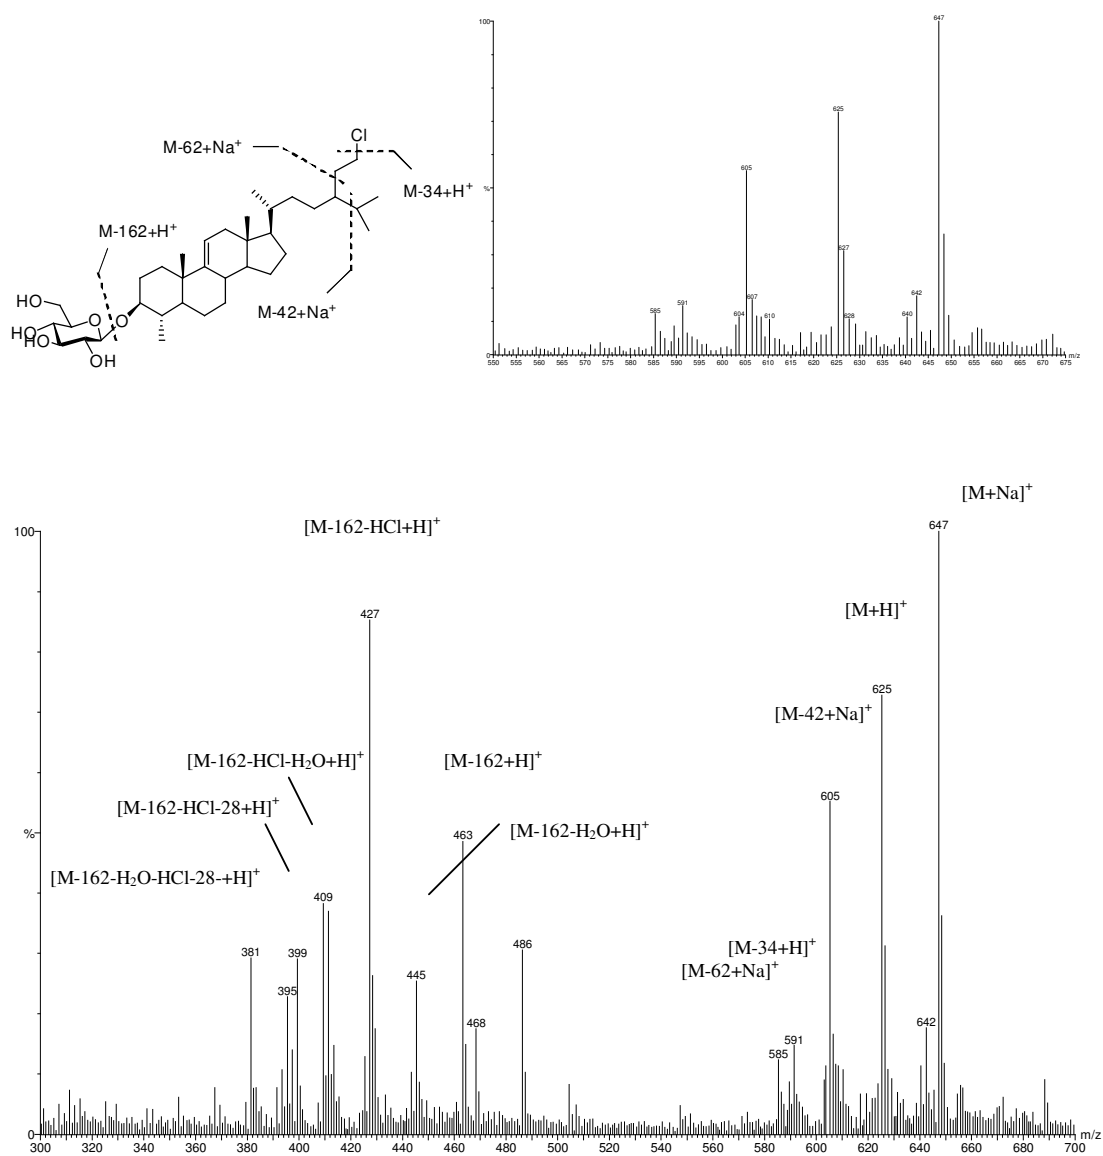 Cl
M-62+Na⁺
M-34+H⁺
M-162+H⁺
M-42+Na⁺
HO
O
O
HO
HO
OH
100
%
0
647
625
605
627
642
591
585
607
604
610
628
640
550 555 560 565 570 575 580 585 590 595 600 605 610 615 620 625 630 635 640 645 650 655 660 665 670 675 m/z
[M+Na]⁺
[M-162-HCl+H]⁺
100
647
[M+H]⁺
427
625
[M-42+Na]⁺
[M-162-HCl-H₂O+H]⁺
[M-162+H]⁺
[M-162-HCl-28+H]⁺
605
%
463
[M-162-H₂O+H]⁺
[M-162-H₂O-HCl-28-+H]⁺
409
381
399
486
[M-34+H]⁺
[M-62+Na]⁺
395
445
468
642
585
591
0
300 320 340 360 380 400 420 440 460 480 500 520 540 560 580 600 620 640 660 680 700 m/z